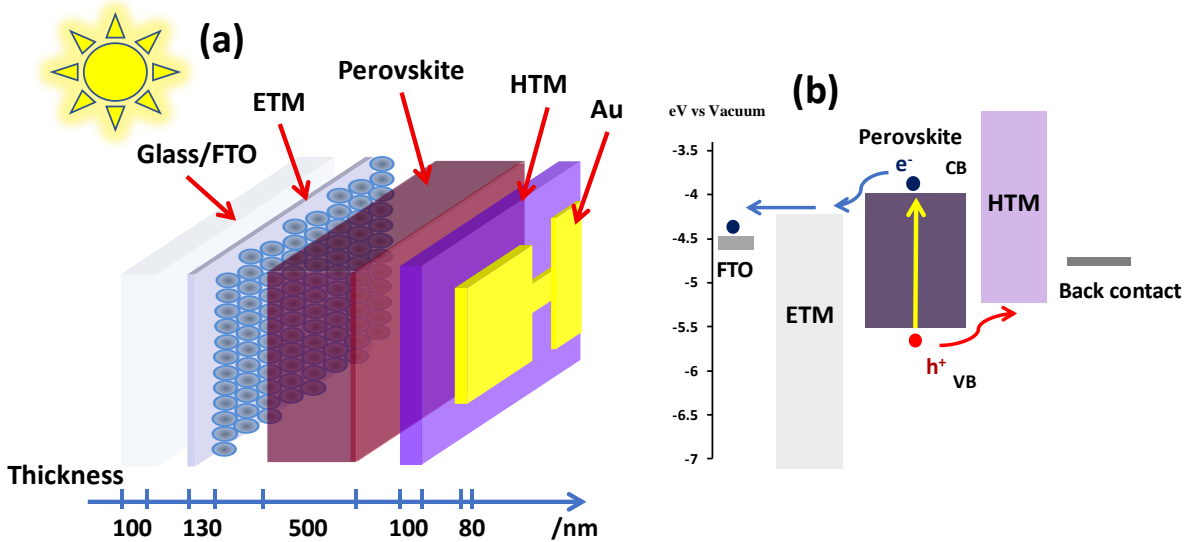 (a)
Perovskite
HTM
ETM
Au
Glass/FTO
Thickness
100
130
500
100
80
/nm
(b)
eV vs Vacuum
Perovskite
-3.5
e-
CB
-4
HTM
-4.5
FTO
Back contact
-5
ETM
-5.5
h+
VB
-6
-6.5
-7